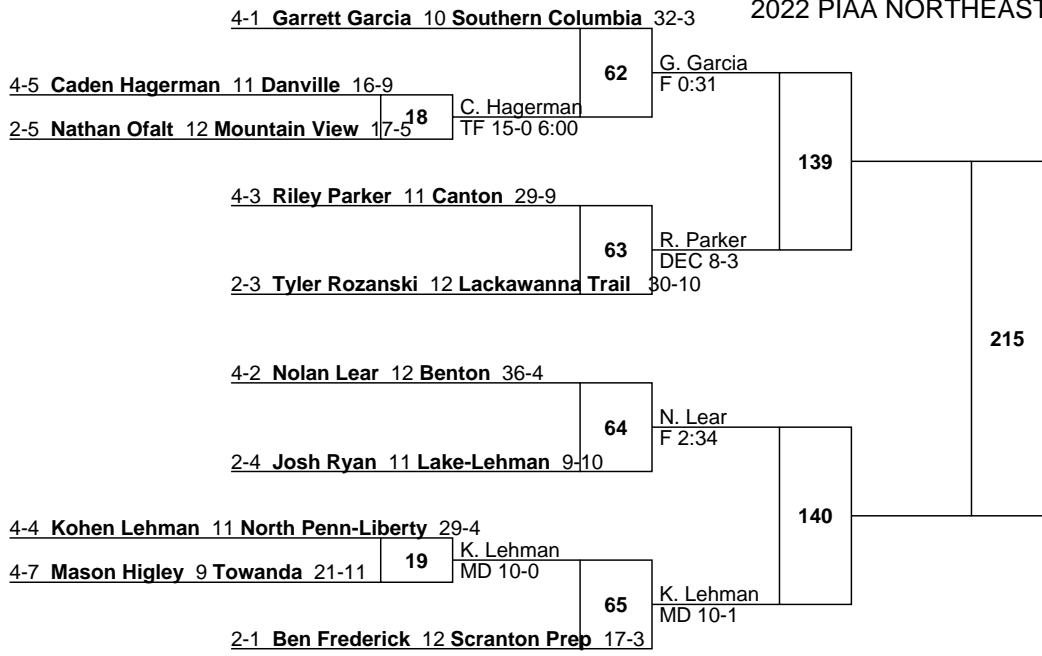 2022 PIAA NORTHEAST
4-1 Garrett Garcia 10 Southern Columbia 32-3
62
G. Garcia
F 0:31
4-5 Caden Hagerman 11 Danville 16-9
18
C. Hagerman
TF 15-0 6:00
2-5 Nathan Ofalt 12 Mountain View 17-5
139
4-3 Riley Parker 11 Canton 29-9
63
R. Parker
DEC 8-3
2-3 Tyler Rozanski 12 Lackawanna Trail 30-10
215
4-2 Nolan Lear 12 Benton 36-4
64
N. Lear
F 2:34
2-4 Josh Ryan 11 Lake-Lehman 9-10
140
4-4 Kohen Lehman 11 North Penn-Liberty 29-4
19
K. Lehman
MD 10-0
4-7 Mason Higley 9 Towanda 21-11
65
K. Lehman
MD 10-1
2-1 Ben Frederick 12 Scranton Prep 17-3